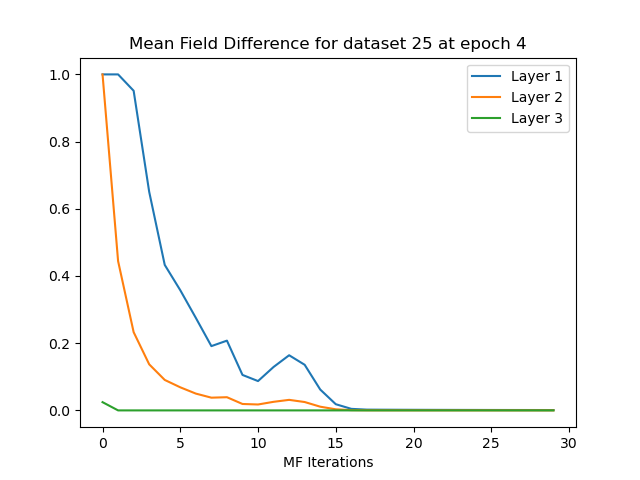 Mean Field Difference for dataset 25 at epoch 4
Layer 1
Layer 2
Layer 3
1.0
0.8
0.6
0.4
0.2
0.0
0 5 10 15 20 25 30
MF Iterations